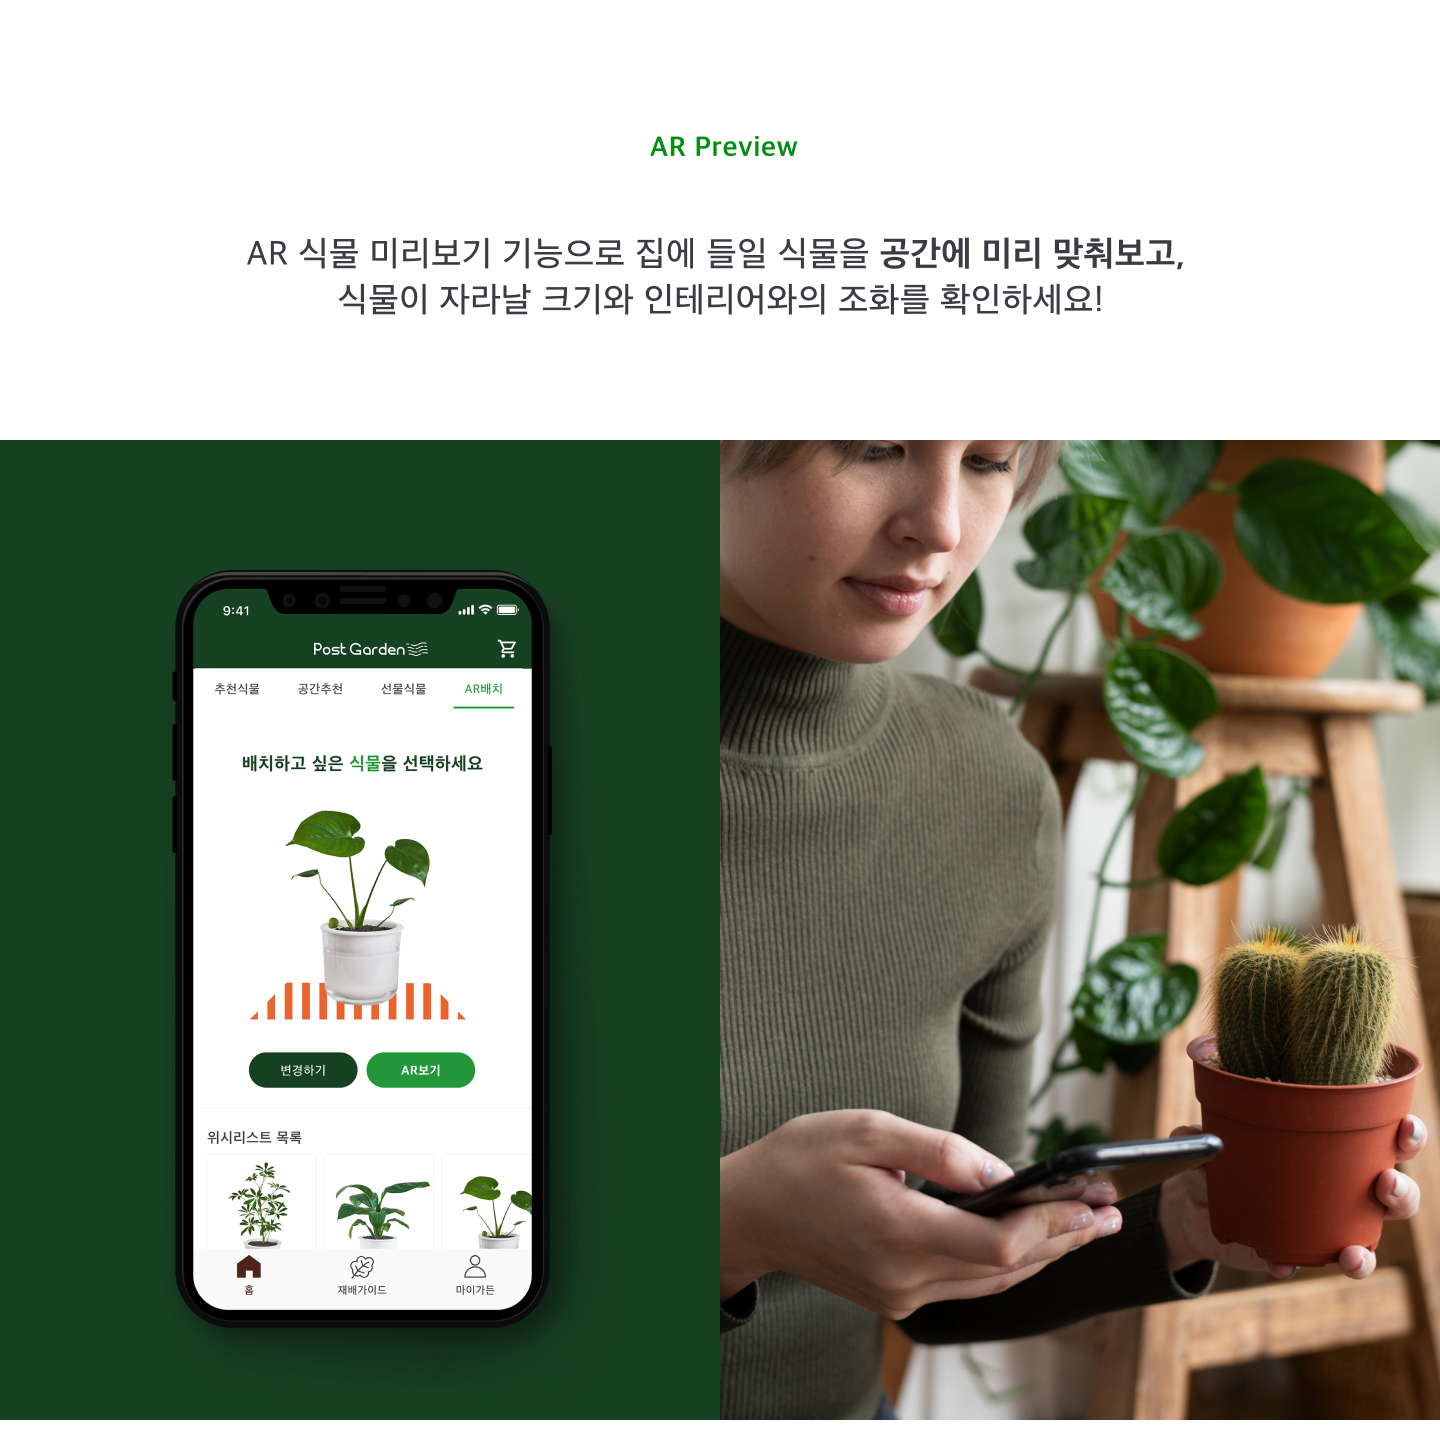 AR Preview
AR 식물 미리보기 기능으로 집에 들일 식물을 공간에 미리 맞춰보고,
식물이 자라날 크기와 인테리어와의 조화를 확인하세요!
9:41
Post Garden
추천식물 공간추천 선물식물 AR배치
배치하고 싶은 식물을 선택하세요
변경하기 AR보기
위시리스트 목록
홈 재배가이드 마이가든